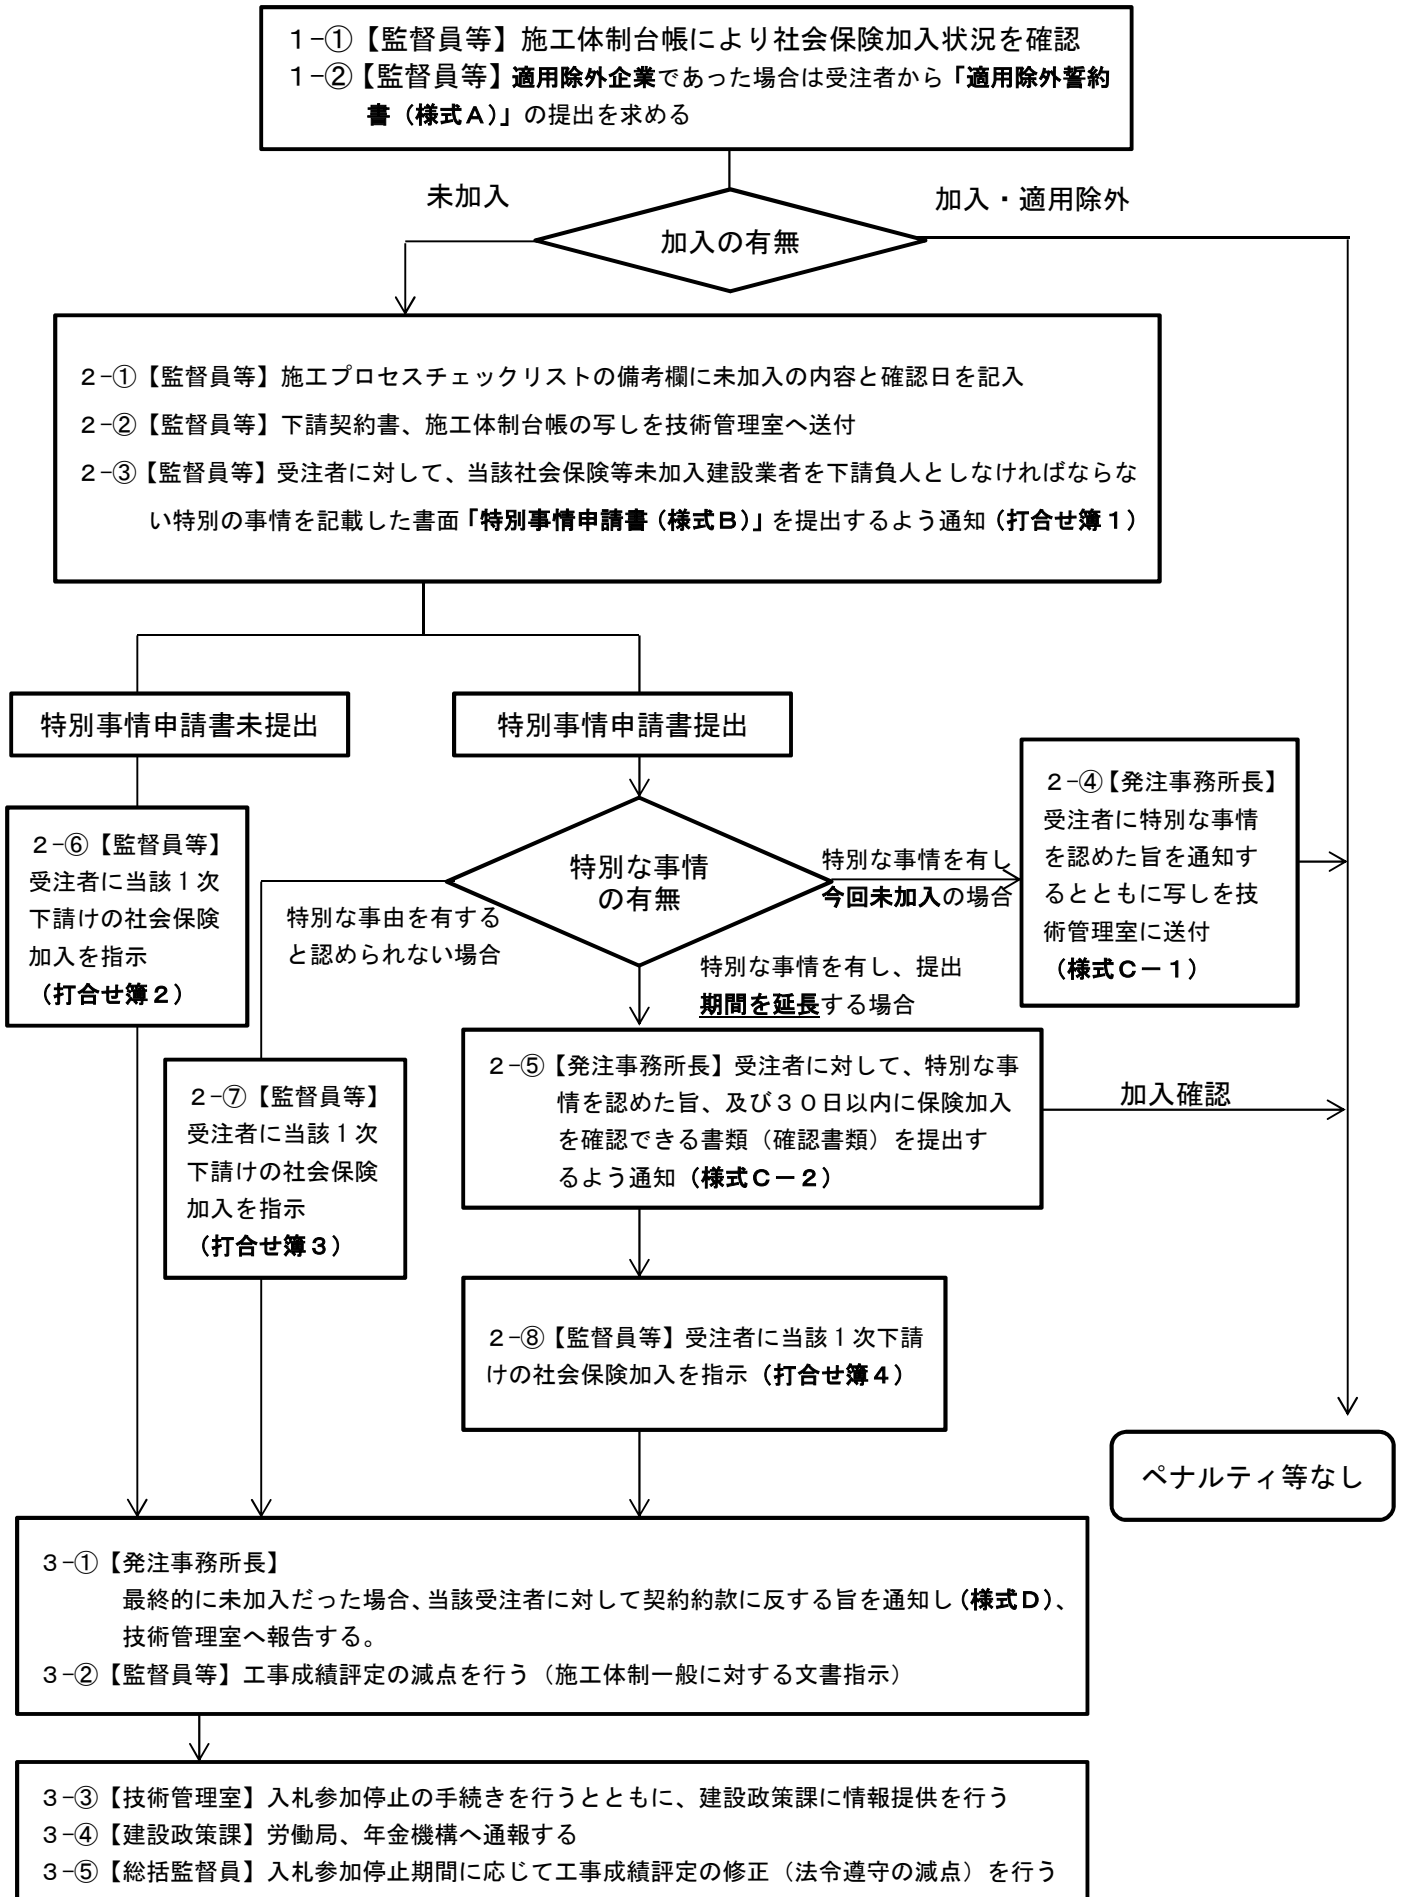 １-①【監督員等】施工体制台帳により社会保険加入状況を確認
１-②【監督員等】適用除外企業であった場合は受注者から「適用除外誓約
書（様式Ａ）」の提出を求める
未加入
加入・適用除外
加入の有無
２-①【監督員等】施工プロセスチェックリストの備考欄に未加入の内容と確認日を記入
２-②【監督員等】下請契約書、施工体制台帳の写しを技術管理室へ送付
２-③【監督員等】受注者に対して、当該社会保険等未加入建設業者を下請負人としなければならな
い特別の事情を記載した書面「特別事情申請書（様式Ｂ）」を提出するよう通知（打合せ簿１）
特別事情申請書未提出
特別事情申請書提出
２-④【発注事務所長】
受注者に特別な事情
を認めた旨を通知す
るとともに写しを技
術管理室に送付
（様式Ｃ－１）
２-⑥【監督員等】
受注者に当該１次
下請けの社会保険
加入を指示
（打合せ簿２）
特別な事情
の有無
特別な事情を有し
今回未加入の場合
特別な事由を有する
と認められない場合
特別な事情を有し、提出
期間を延長する場合
２-⑤【発注事務所長】受注者に対して、特別な事
情を認めた旨、及び３０日以内に保険加入
を確認できる書類（確認書類）を提出す
るよう通知（様式Ｃ－２）
加入確認
２-⑦【監督員等】
受注者に当該１次
下請けの社会保険
加入を指示
（打合せ簿３）
２-⑧【監督員等】受注者に当該１次下請
けの社会保険加入を指示（打合せ簿４）
ペナルティ等なし
３-①【発注事務所長】
最終的に未加入だった場合、当該受注者に対して契約約款に反する旨を通知し（様式Ｄ）、
技術管理室へ報告する。
３-②【監督員等】工事成績評定の減点を行う（施工体制一般に対する文書指示）
３-③【技術管理室】入札参加停止の手続きを行うとともに、建設政策課に情報提供を行う
３-④【建設政策課】労働局、年金機構へ通報する
３-⑤【総括監督員】入札参加停止期間に応じて工事成績評定の修正（法令遵守の減点）を行う